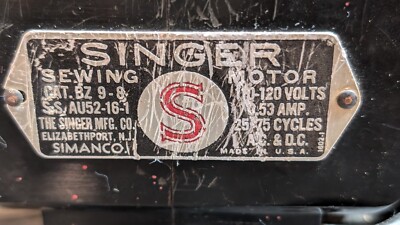 SINGER
SEWING MOTOR
CAT. BZ 9-8
S.S. AU52-16-1
THE SINGER MFG. CO.
ELIZABETHPORT, N.J.
SIMANCO.
S
110-120 VOLTS
0.53 AMP.
25-75 CYCLES
A.C. & D.C.
MADE IN U.S.A.